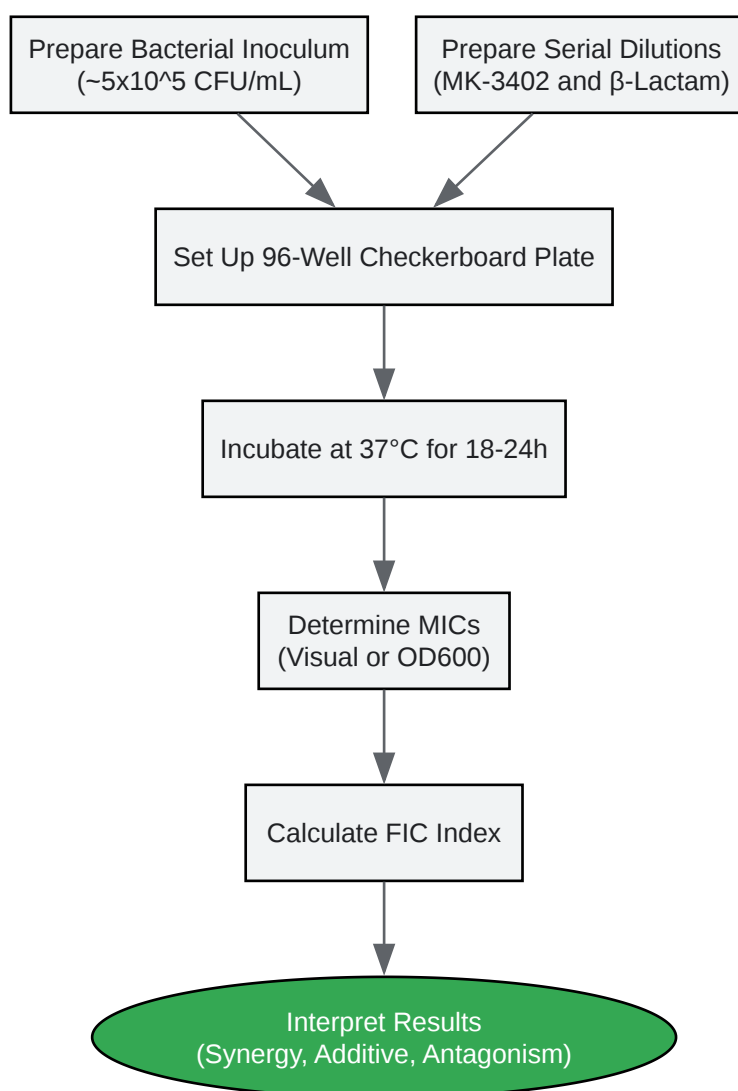 Prepare Bacterial Inoculum
(~5x10^5 CFU/mL)
Prepare Serial Dilutions
(MK-3402 and β-Lactam)
Set Up 96-Well Checkerboard Plate
Incubate at 37°C for 18-24h
Determine MICs
(Visual or OD600)
Calculate FIC Index
Interpret Results
(Synergy, Additive, Antagonism)